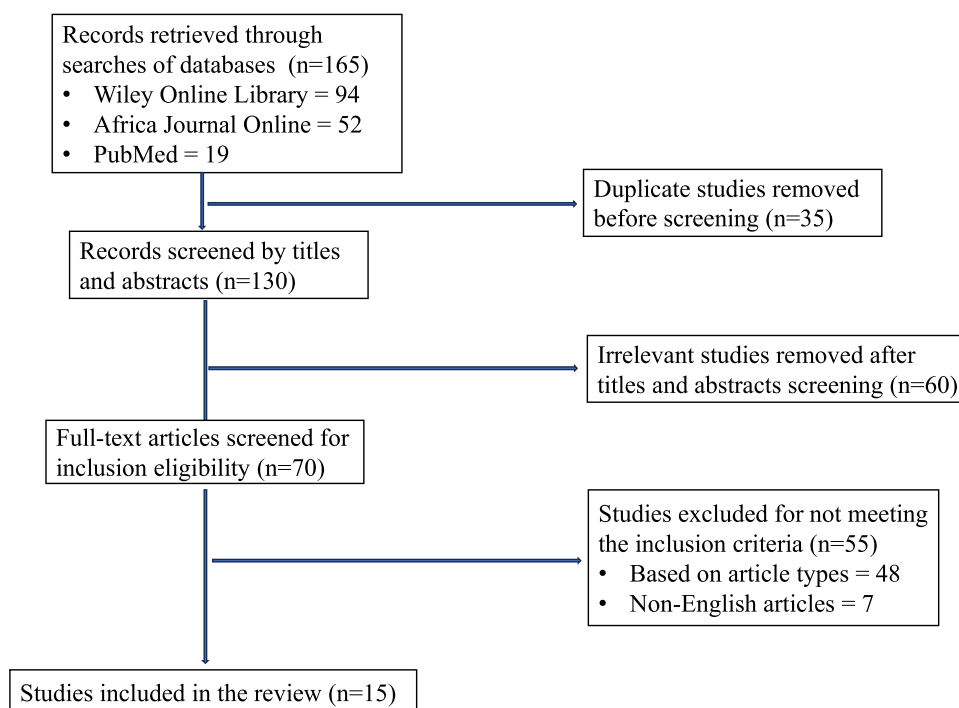 Records retrieved through
searches of databases (n=165)
• Wiley Online Library = 94
• Africa Journal Online = 52
• PubMed = 19
Duplicate studies removed
before screening (n=35)
Records screened by titles
and abstracts (n=130)
Irrelevant studies removed after
titles and abstracts screening (n=60)
Full-text articles screened for
inclusion eligibility (n=70)
Studies excluded for not meeting
the inclusion criteria (n=55)
• Based on article types = 48
• Non-English articles = 7
Studies included in the review (n=15)